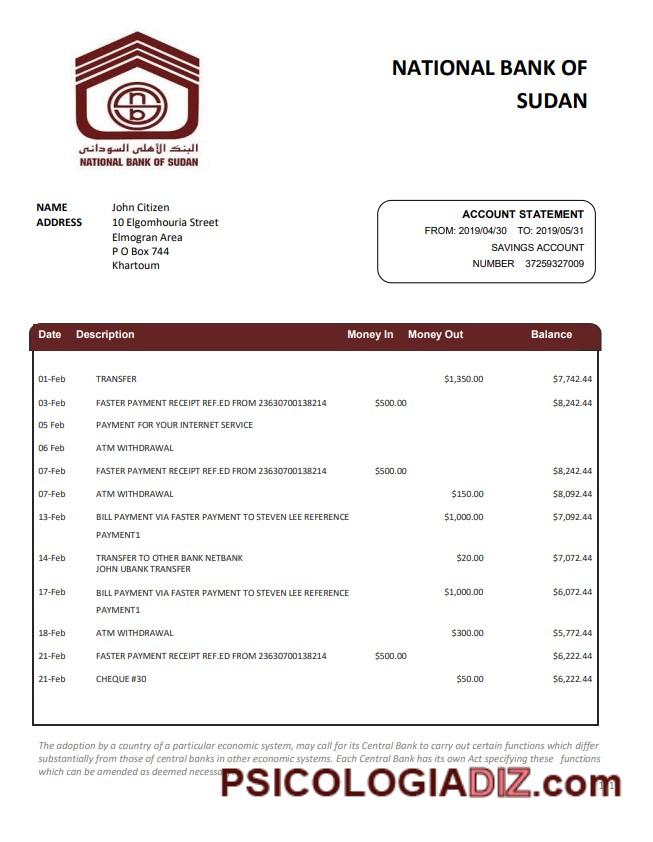 NATIONAL BANK OF
SUDAN
البنك الأهلي السوداني
NATIONAL BANK OF SUDAN
NAME John Citizen
ADDRESS 10 Elgomhouria Street
Elmogran Area
P O Box 744
Khartoum
ACCOUNT STATEMENT
FROM: 2019/04/30 TO: 2019/05/31
SAVINGS ACCOUNT
NUMBER 37259327009
Date Description Money In Money Out Balance
01-Feb TRANSFER $1,350.00 $7,742.44
03-Feb FASTER PAYMENT RECEIPT REF.ED FROM 23630700138214 $500.00 $8,242.44
05 Feb PAYMENT FOR YOUR INTERNET SERVICE
06 Feb ATM WITHDRAWAL
07-Feb FASTER PAYMENT RECEIPT REF.ED FROM 23630700138214 $500.00 $8,242.44
07-Feb ATM WITHDRAWAL $150.00 $8,092.44
13-Feb BILL PAYMENT VIA FASTER PAYMENT TO STEVEN LEE REFERENCE $1,000.00 $7,092.44
PAYMENT1
14-Feb TRANSFER TO OTHER BANK NETBANK $20.00 $7,072.44
JOHN UBANK TRANSFER
17-Feb BILL PAYMENT VIA FASTER PAYMENT TO STEVEN LEE REFERENCE $1,000.00 $6,072.44
PAYMENT1
18-Feb ATM WITHDRAWAL $300.00 $5,772.44
21-Feb FASTER PAYMENT RECEIPT REF.ED FROM 23630700138214 $500.00 $6,222.44
21-Feb CHEQUE #30 $50.00 $6,222.44
The adoption by a country of a particular economic system, may call for its Central Bank to carry out certain functions which differ
substantially from those of central banks in other economic systems. Each Central Bank has its own Act specifying these functions
which can be amended as deemed
PSICOLOGIADIZ.com